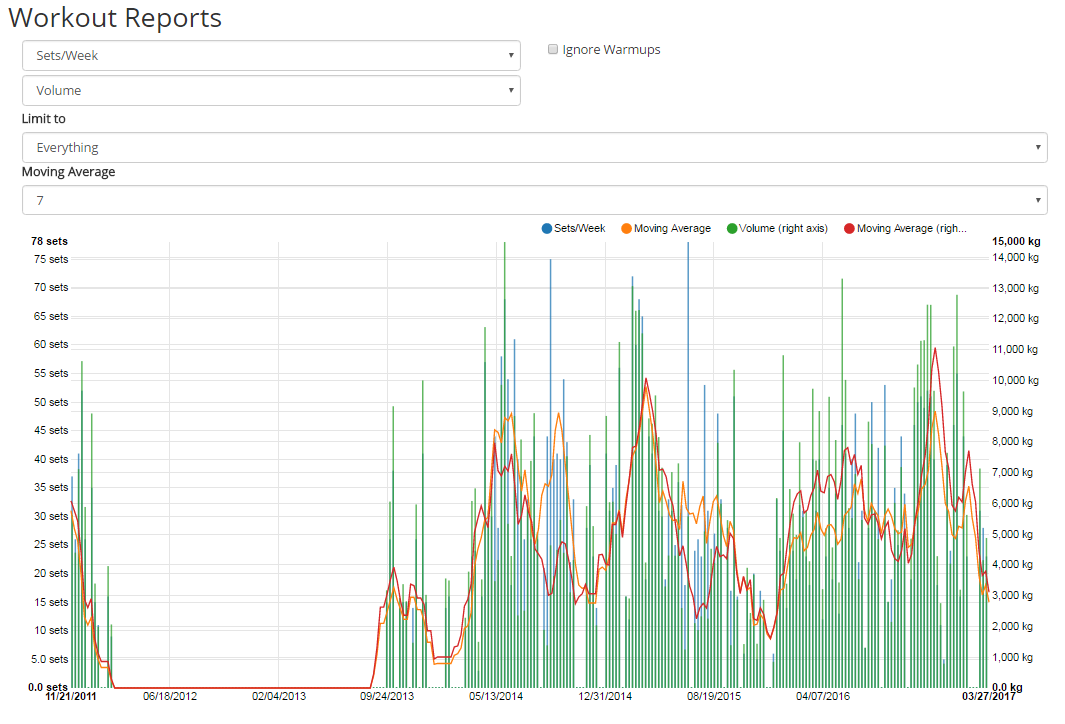 Workout Reports
Sets/Week
Ignore Warmups
Volume
Limit to
Everything
Moving Average
7
Sets/Week Moving Average Volume (right axis) Moving Average (righ...
78 sets 15,000 kg
75 sets 14,000 kg
70 sets 13,000 kg
65 sets 12,000 kg
60 sets 11,000 kg
55 sets 10,000 kg
50 sets 9,000 kg
45 sets 8,000 kg
40 sets 7,000 kg
35 sets 6,000 kg
30 sets 5,000 kg
25 sets 4,000 kg
20 sets 3,000 kg
15 sets 2,000 kg
10 sets 1,000 kg
5.0 sets
0.0 sets 0.0 kg
11/21/2011 06/18/2012 02/04/2013 09/24/2013 05/13/2014 12/31/2014 08/19/2015 04/07/2016 03/27/2017